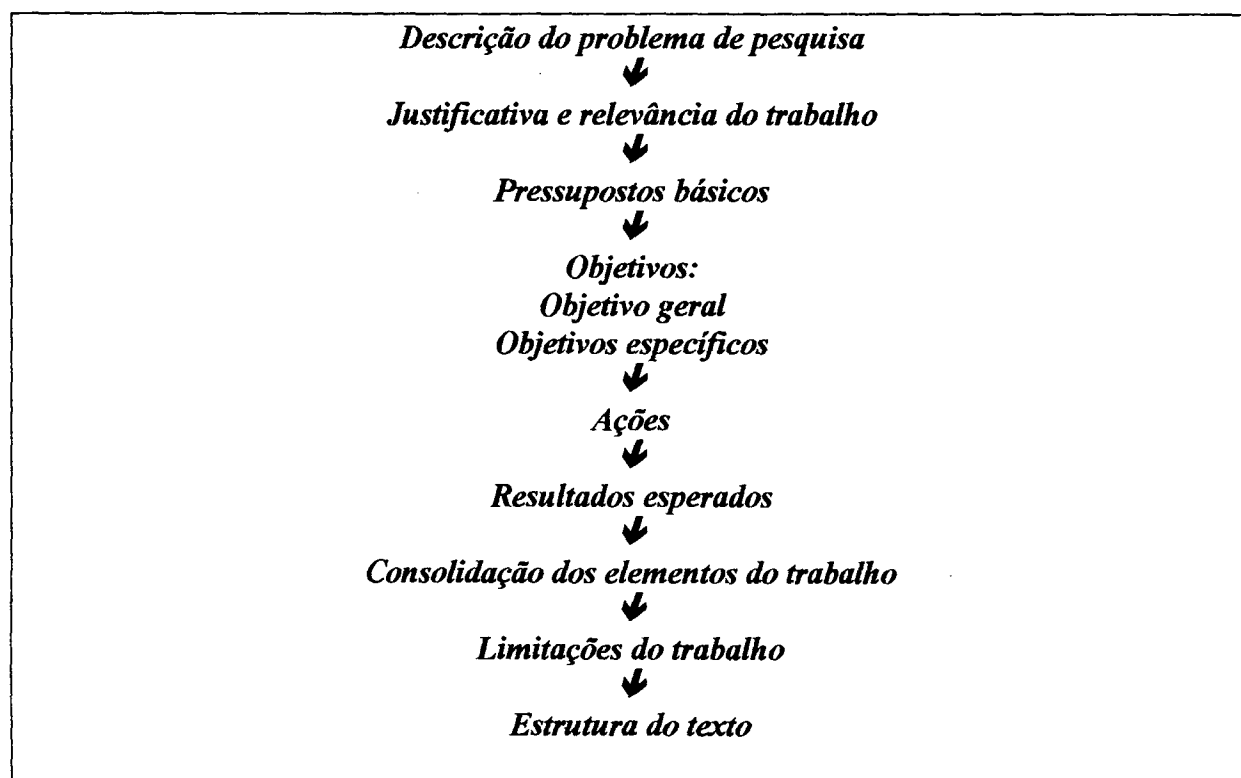 Descrição do problema de pesquisa
Justificativa e relevância do trabalho
Pressupostos básicos
Objetivos:
Objetivo geral
Objetivos específicos
Ações
Resultados esperados
Consolidação dos elementos do trabalho
Limitações do trabalho
Estrutura do texto